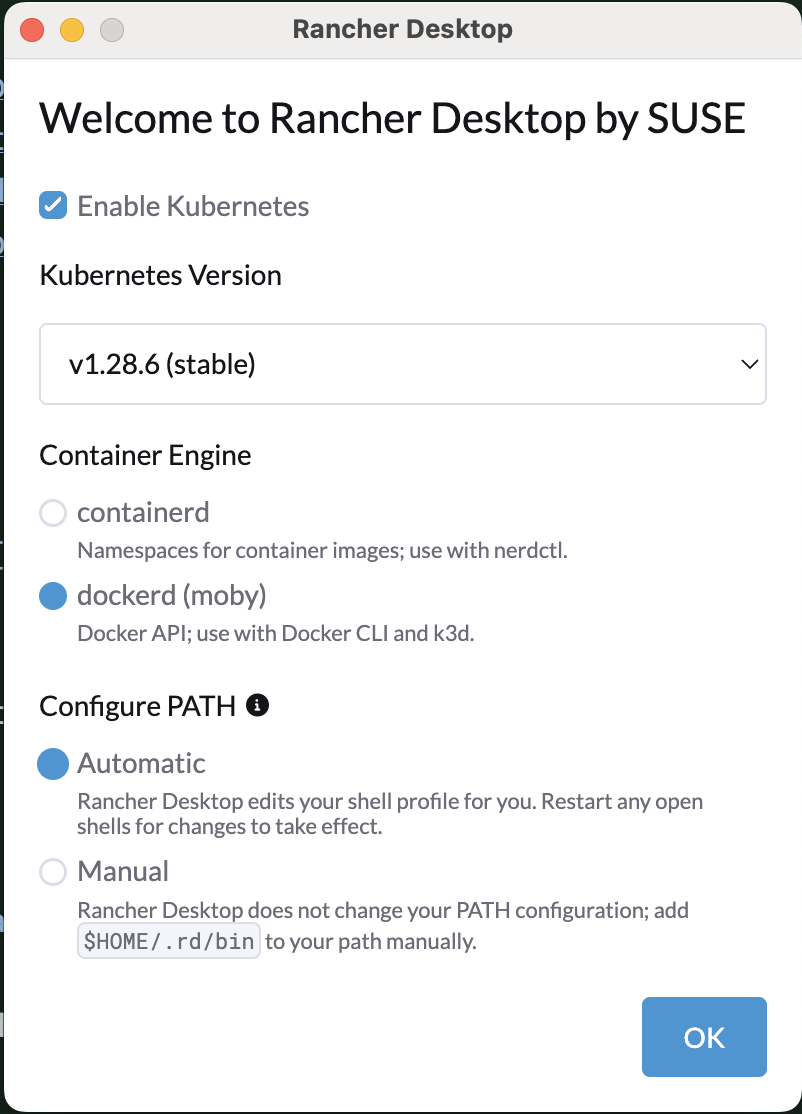 Rancher Desktop
Welcome to Rancher Desktop by SUSE
Enable Kubernetes
Kubernetes Version
v1.28.6 (stable)
Container Engine
containerd
Namespaces for container images; use with nerdctl.
dockerd (moby)
Docker API; use with Docker CLI and k3d.
Configure PATH
Automatic
Rancher Desktop edits your shell profile for you. Restart any open
shells for changes to take effect.
Manual
Rancher Desktop does not change your PATH configuration; add
$HOME/.rd/bin to your path manually.
OK